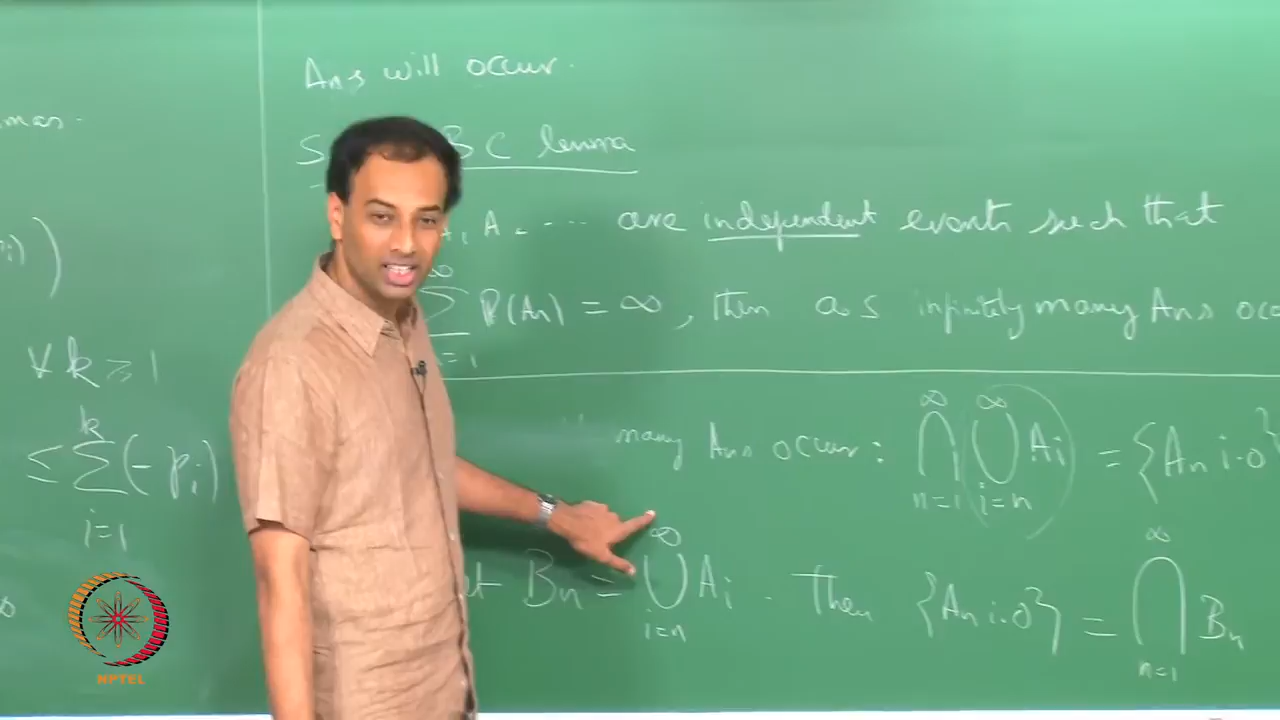 Ans will occur.
BC lemma
are independent events such that
∞
∑ P(An) = ∞, then a s infinitely many Ans occ
=1
many Ans occur : ∞ ⋂ n=1 ( ∞ ⋃ i=n Ai ) = {An i.o}
Bn = ∞ ⋃ i=n Ai . Then {An i.o} = ∞ ⋂ n=1 Bn
∀ k ≥ 1
≤ k ∑ i=1 (- pi)
∞
NPTEL